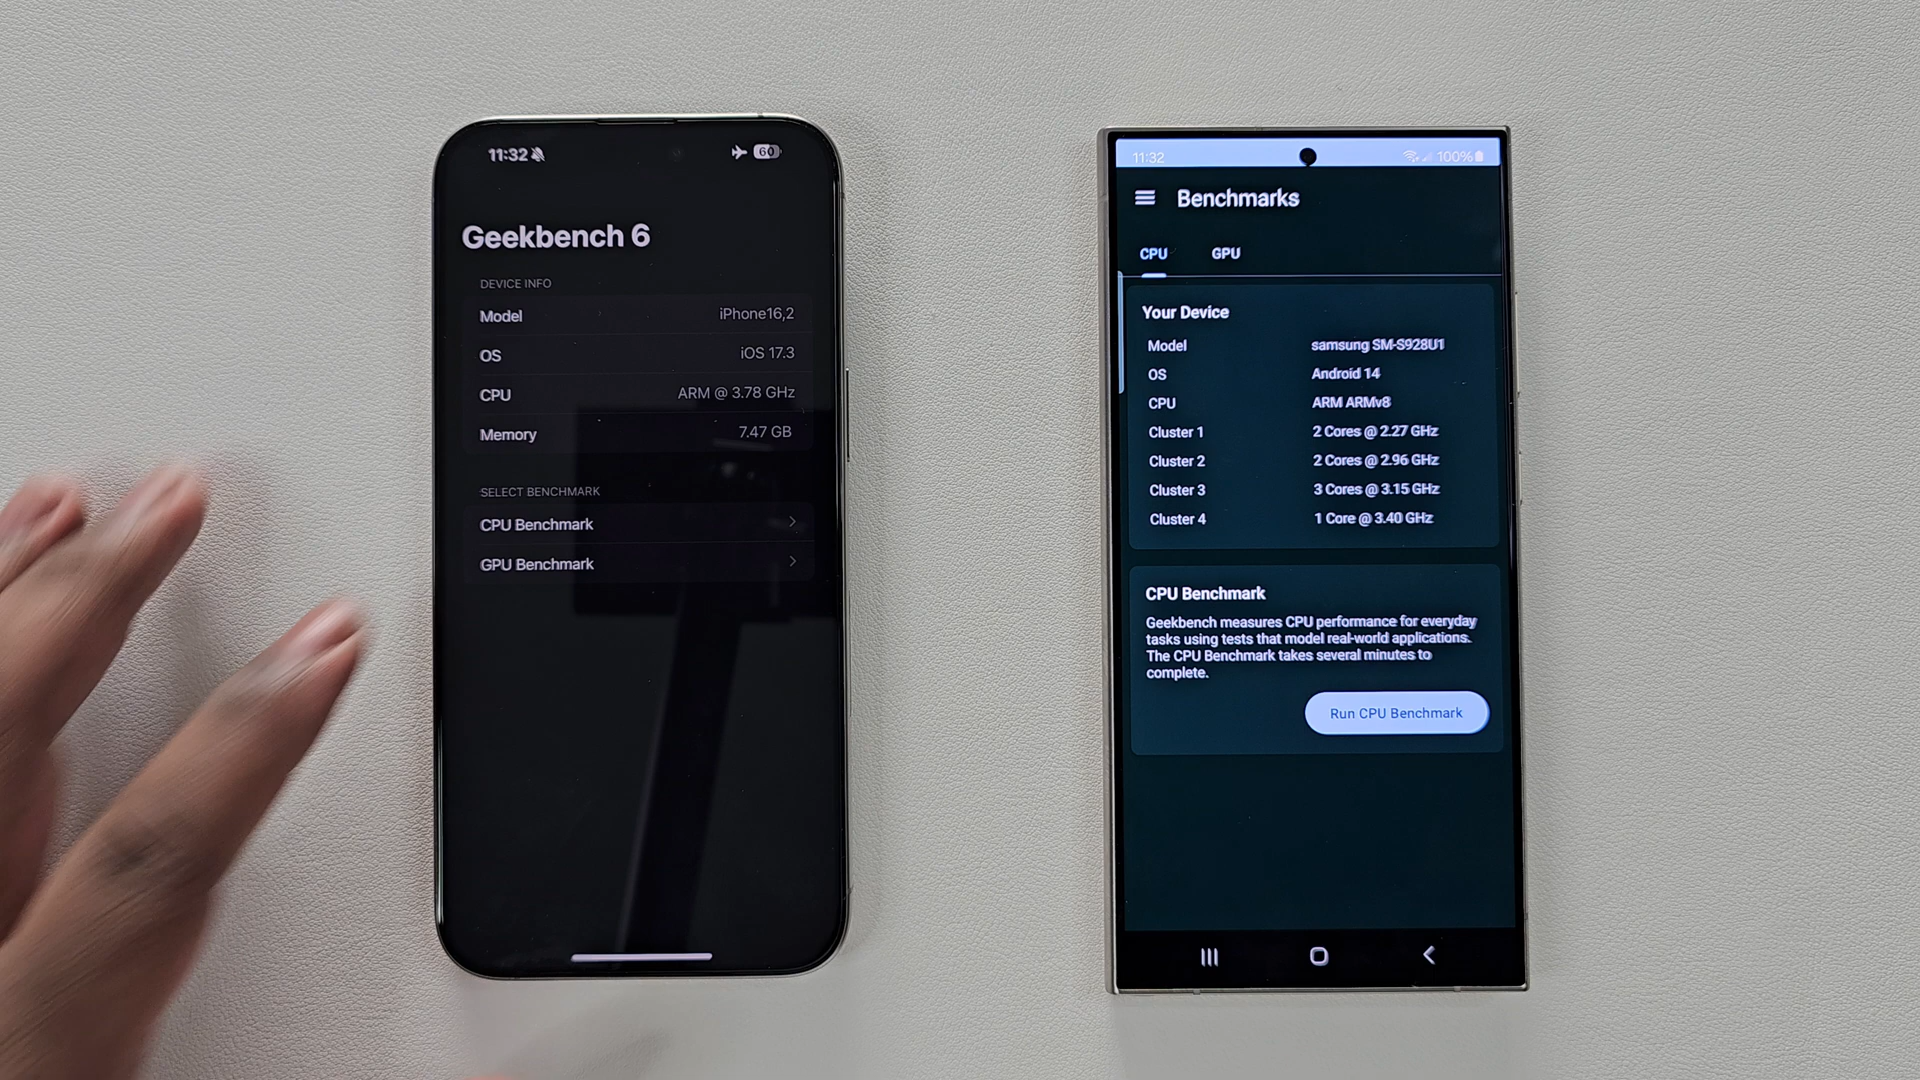 11:32
60
Geekbench 6
DEVICE INFO
Model iPhone16,2
OS iOS 17.3
CPU ARM @ 3.78 GHz
Memory 7.47 GB
SELECT BENCHMARK
CPU Benchmark
GPU Benchmark
11:32 100%
Benchmarks
CPU GPU
Your Device
Model samsung SM-S928U1
OS Android 14
CPU ARM ARMv8
Cluster 1 2 Cores @ 2.27 GHz
Cluster 2 2 Cores @ 2.96 GHz
Cluster 3 3 Cores @ 3.15 GHz
Cluster 4 1 Core @ 3.40 GHz
CPU Benchmark
Geekbench measures CPU performance for everyday
tasks using tests that model real-world applications.
The CPU Benchmark takes several minutes to
complete.
Run CPU Benchmark